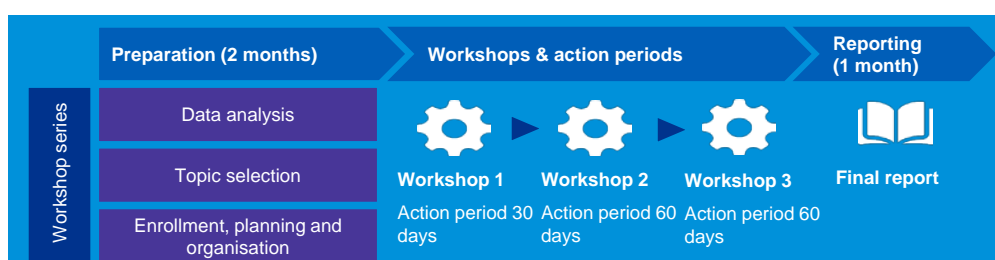 Preparation (2 months)
Workshops & action periods
Reporting
(1 month)
Workshop series
Data analysis
Topic selection
Enrollment, planning and
organisation
Workshop 1
Action period 30
days
Workshop 2
Action period 60
days
Workshop 3
Action period 60
days
Final report